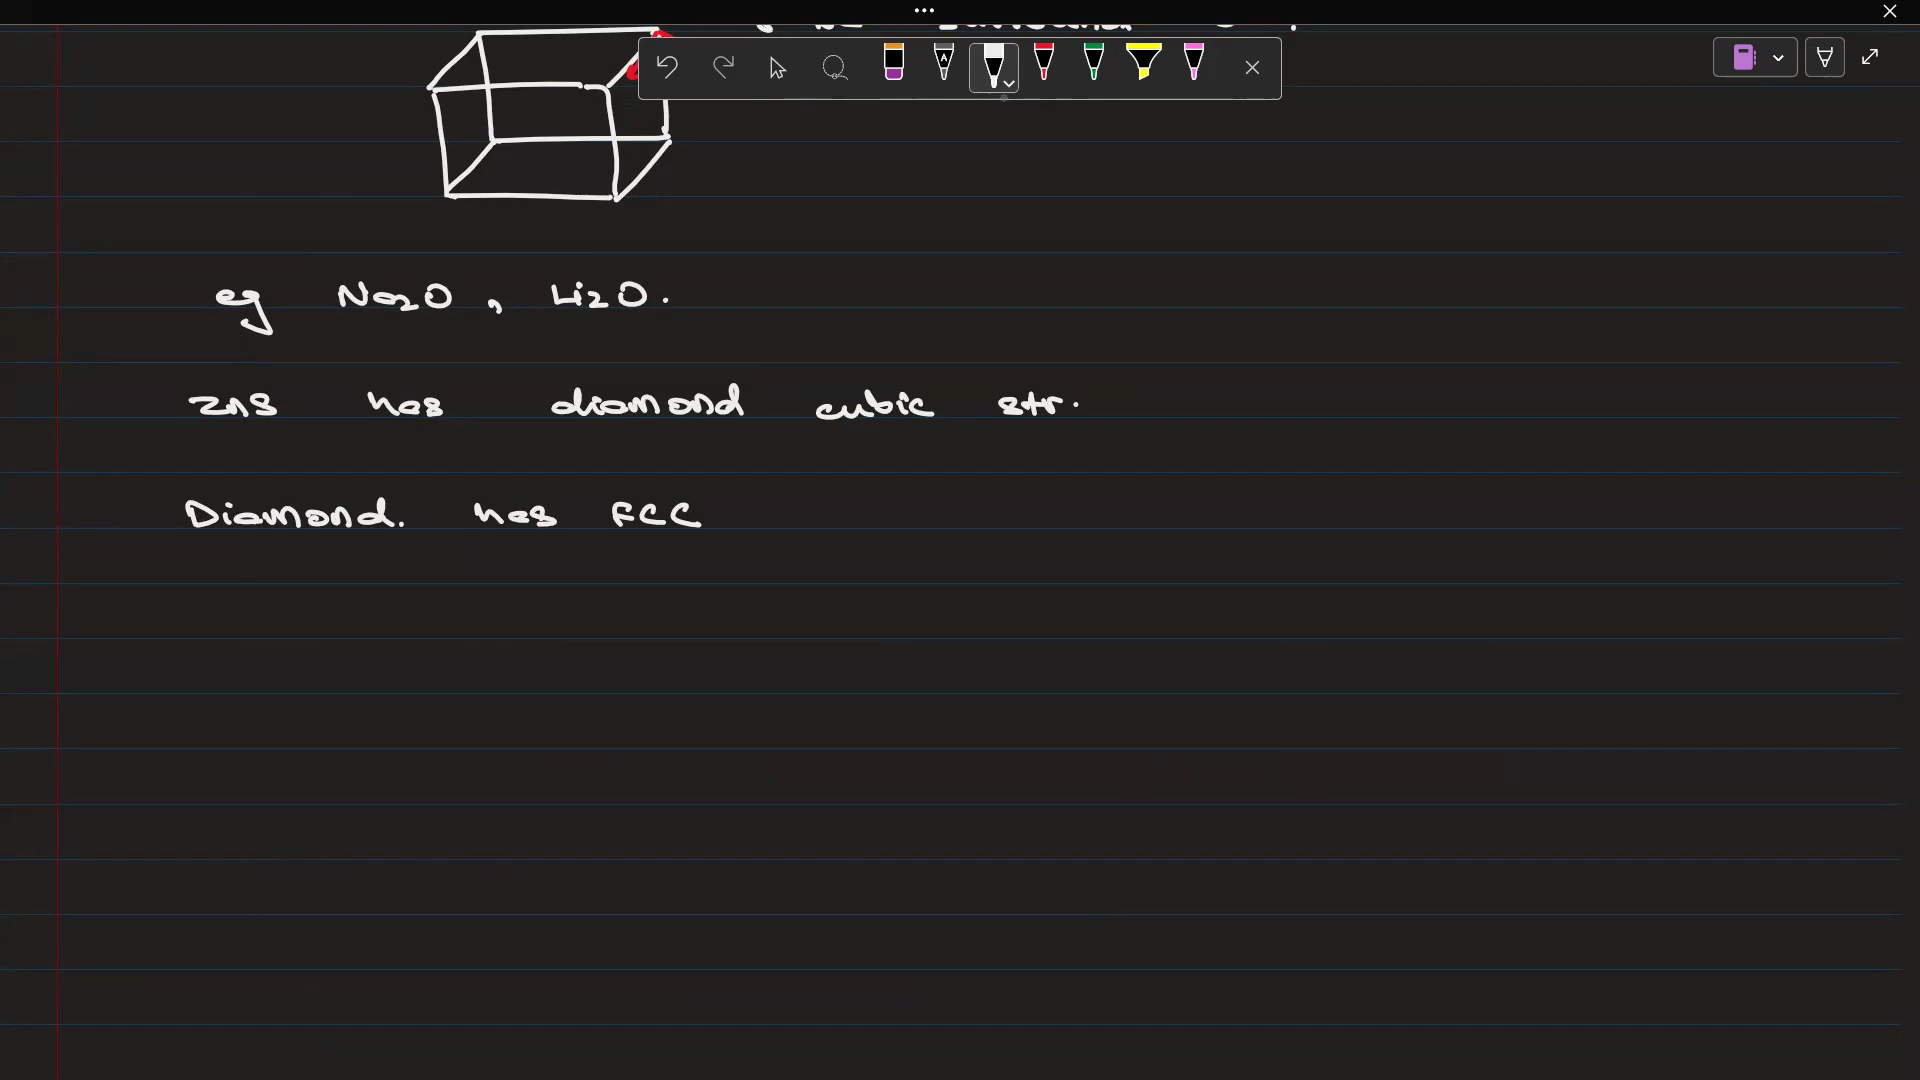 eg Na2O , Li2O.
ZnS has diamond cubic str.
Diamond. has FCC